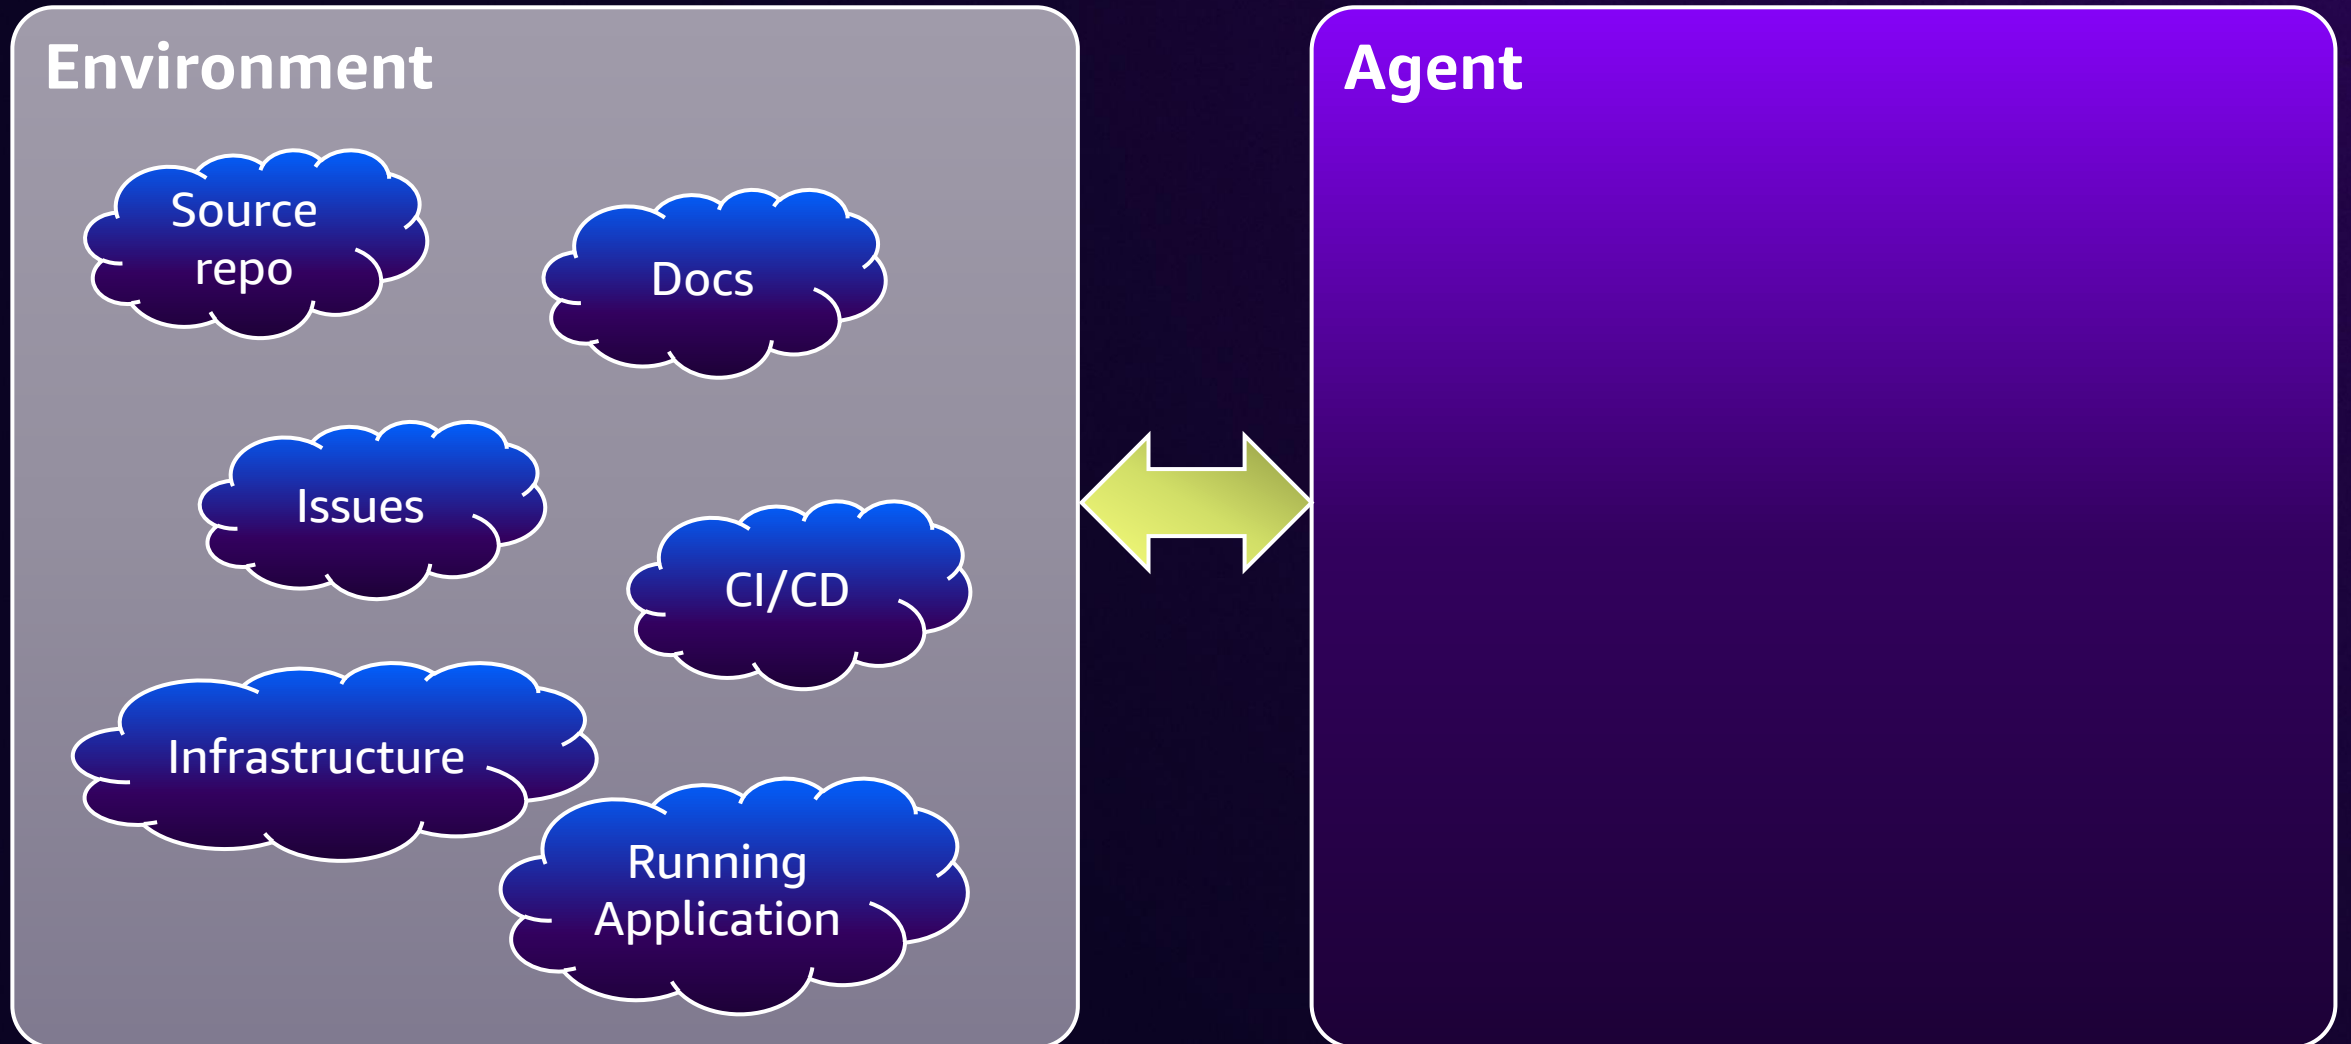 Environment
Agent
Source
repo
Docs
Issues
CI/CD
Infrastructure
Running
Application